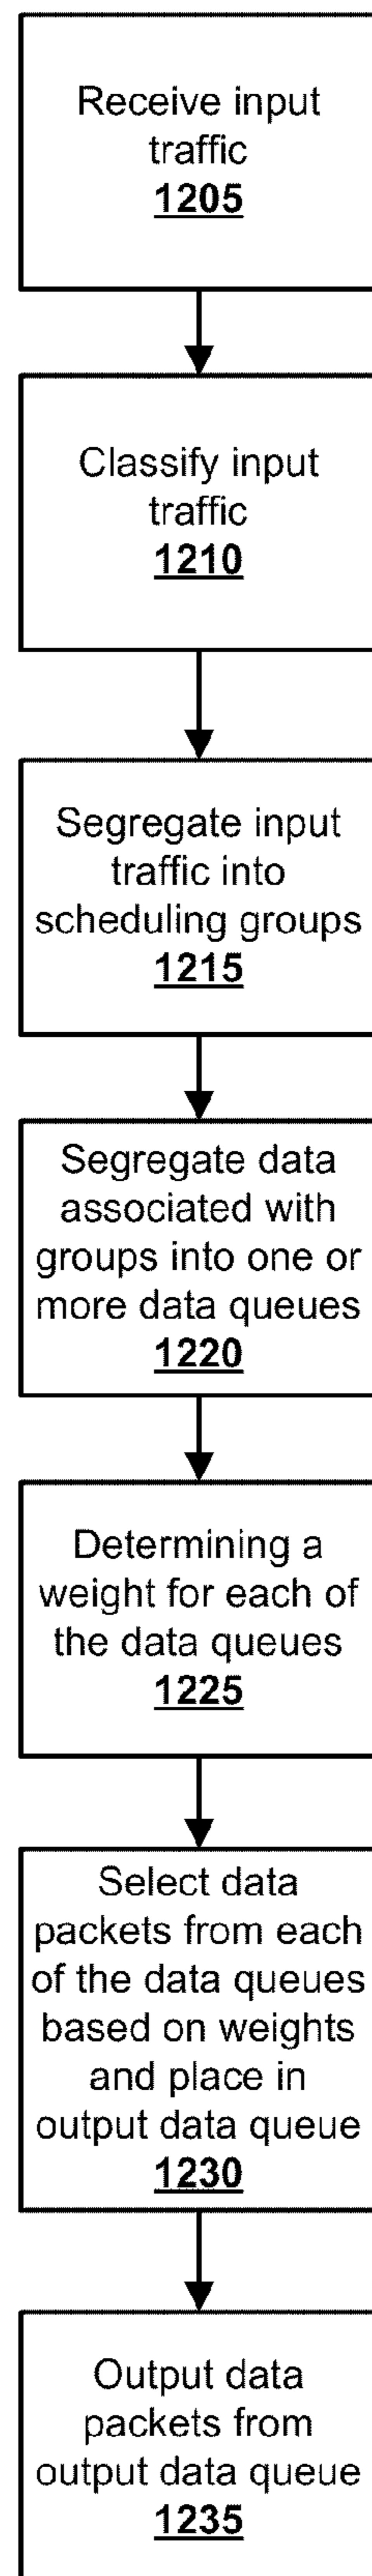 Receive input
traffic
1205
Classify input
traffic
1210
Segregate input
traffic into
scheduling groups
1215
Segregate data
associated with
groups into one or
more data queues
1220
Determining a
weight for each of
the data queues
1225
Select data
packets from each
of the data queues
based on weights
and place in
output data queue
1230
Output data
packets from
output data queue
1235